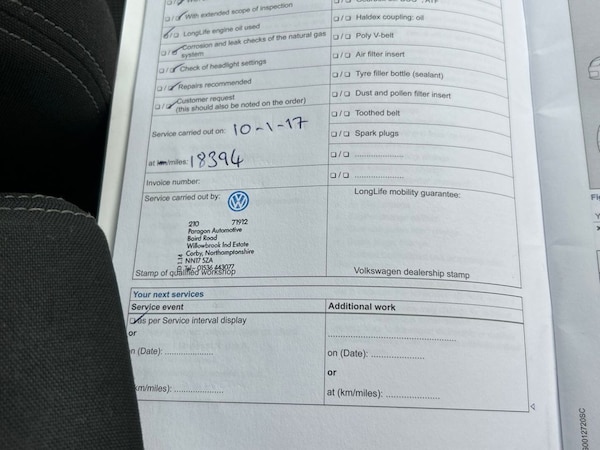 With extended scope of inspection
LongLife engine oil used
Corrosion and leak checks of the natural gas
system
Check of headlight settings
Repairs recommended
Customer request
(this should also be noted on the order)
Service carried out on: 10-1-17
at km/miles: 18394
Invoice number:
Service carried out by:
210 71912
Paragon Automotive
Baird Road
Willowbrook Ind Estate
Corby, Northamptonshire
NN17 5ZA
Tel: 01536 443077
Stamp of qualified workshop
Haldex coupling: oil
Poly V-belt
Air filter insert
Tyre filler bottle (sealant)
Dust and pollen filter insert
Toothed belt
Spark plugs
LongLife mobility guarantee:
Volkswagen dealership stamp
Your next services
Service event
as per Service interval display
or
n (Date):
km/miles):
Additional work
on (Date):
or
at (km/miles):